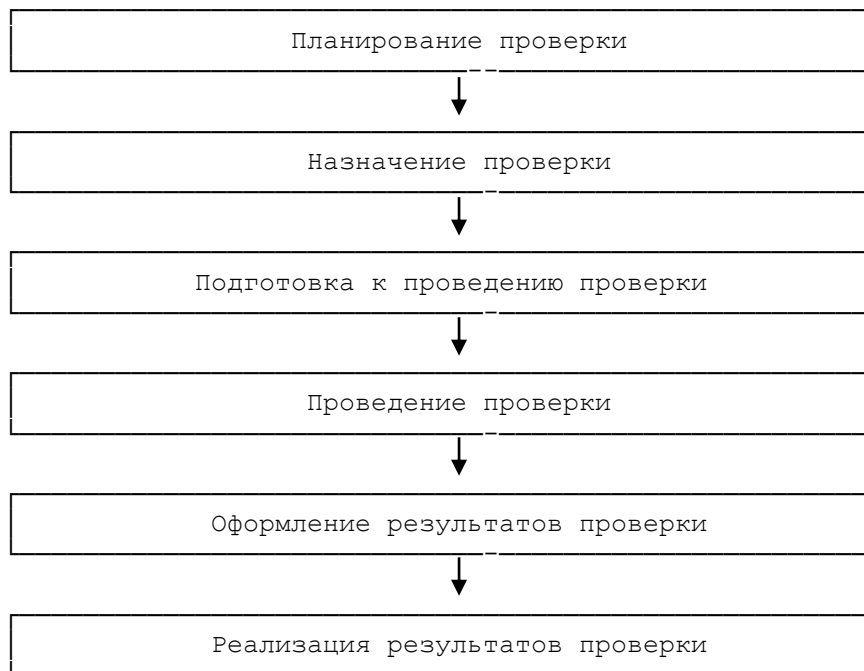 Планирование проверки
Назначение проверки
Подготовка к проведению проверки
Проведение проверки
Оформление результатов проверки
Реализация результатов проверки